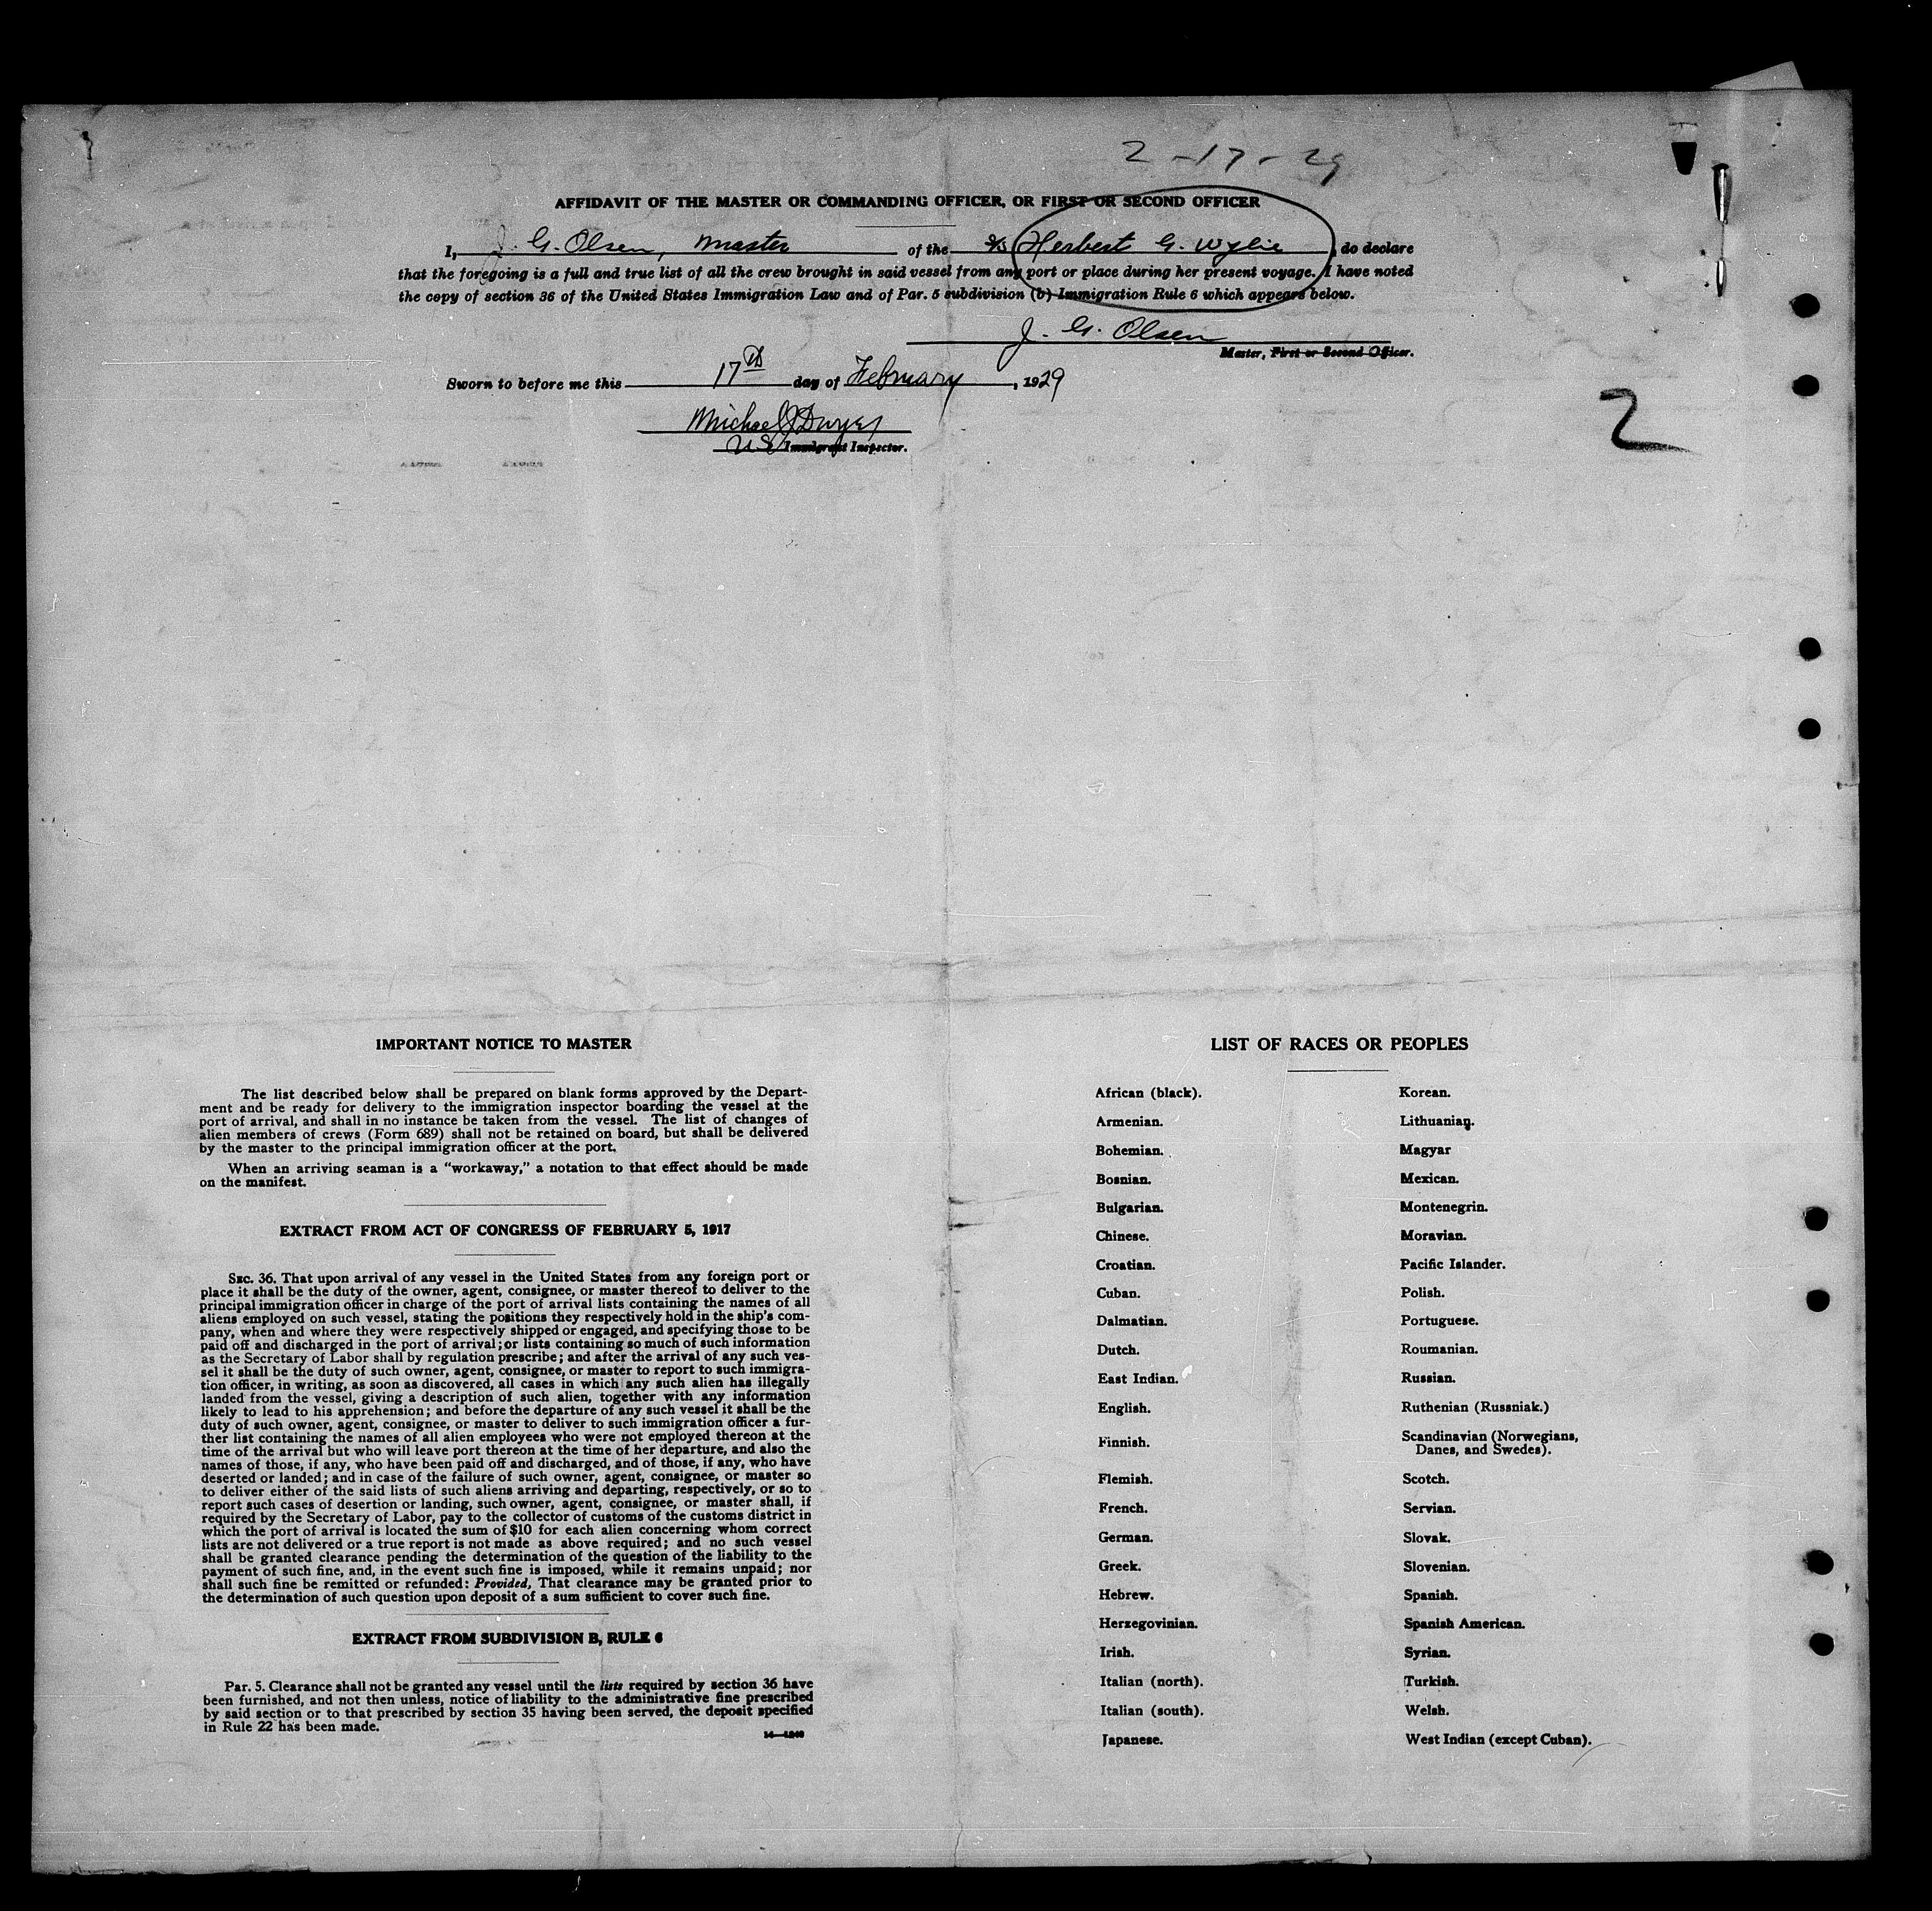 2-17-29
AFFIDAVIT OF THE MASTER OR COMMANDING OFFICER, OR FIRST OR SECOND OFFICER
I, J. G. Olsen, Master of the S/S Herbert G. Wylie, do declare
that the foregoing is a full and true list of all the crew brought in said vessel from any port or place during her present voyage. I have noted
the copy of section 36 of the United States Immigration Law and of Par. 5 subdivision (b) Immigration Rule 6 which appears below.
J. G. Olsen
Master, First or Second Officer.
Sworn to before me this 17th day of February, 1929
2
Michael J Dwyer
U S Immigrant Inspector.
IMPORTANT NOTICE TO MASTER
The list described below shall be prepared on blank forms approved by the Depart-
ment and be ready for delivery to the immigration inspector boarding the vessel at the
port of arrival, and shall in no instance be taken from the vessel. The list of changes of
alien members of crews (Form 689) shall not be retained on board, but shall be delivered
by the master to the principal immigration officer at the port.
When an arriving seaman is a "workaway," a notation to that effect should be made
on the manifest.
EXTRACT FROM ACT OF CONGRESS OF FEBRUARY 5, 1917
SEC. 36. That upon arrival of any vessel in the United States from any foreign port or
place it shall be the duty of the owner, agent, consignee, or master thereof to deliver to the
principal immigration officer in charge of the port of arrival lists containing the names of all
aliens employed on such vessel, stating the positions they respectively hold in the ship's com-
pany, when and where they were respectively shipped or engaged, and specifying those to be
paid off and discharged in the port of arrival; or lists containing so much of such information
as the Secretary of Labor shall by regulation prescribe; and after the arrival of any such ves-
sel it shall be the duty of such owner, agent, consignee, or master to report to such immigra-
tion officer, in writing, as soon as discovered, all cases in which any such alien has illegally
landed from the vessel, giving a description of such alien, together with any information
likely to lead to his apprehension; and before the departure of any such vessel it shall be the
duty of such owner, agent, consignee, or master to deliver to such immigration officer a fur-
ther list containing the names of all alien employees who were not employed thereon at the
time of the arrival but who will leave port thereon at the time of her departure, and also the
names of those, if any, who have been paid off and discharged, and of those, if any, who have
deserted or landed; and in case of the failure of such owner, agent, consignee, or master so
to deliver either of the said lists of such aliens arriving and departing, respectively, or so to
report such cases of desertion or landing, such owner, agent, consignee, or master shall, if
required by the Secretary of Labor, pay to the collector of customs of the customs district in
which the port of arrival is located the sum of $10 for each alien concerning whom correct
lists are not delivered or a true report is not made as above required; and no such vessel
shall be granted clearance pending the determination of the question of the liability to the
payment of such fine, and, in the event such fine is imposed, while it remains unpaid; nor
shall such fine be remitted or refunded: Provided, That clearance may be granted prior to
the determination of such question upon deposit of a sum sufficient to cover such fine.
EXTRACT FROM SUBDIVISION B, RULE 6
Par. 5. Clearance shall not be granted any vessel until the lists required by section 36 have
been furnished, and not then unless, notice of liability to the administrative fine prescribed
by said section or to that prescribed by section 35 having been served, the deposit specified
in Rule 22 has been made.
LIST OF RACES OR PEOPLES
African (black).
Armenian.
Bohemian.
Bosnian.
Bulgarian.
Chinese.
Croatian.
Cuban.
Dalmatian.
Dutch.
East Indian.
English.
Finnish.
Flemish.
French.
German.
Greek.
Hebrew.
Herzegovinian.
Irish.
Italian (north).
Italian (south).
Japanese.
Korean.
Lithuanian.
Magyar
Mexican.
Montenegrin.
Moravian.
Pacific Islander.
Polish.
Portuguese.
Roumanian.
Russian.
Ruthenian (Russniak.)
Scandinavian (Norwegians,
Danes, and Swedes).
Scotch.
Servian.
Slovak.
Slovenian.
Spanish.
Spanish American.
Syrian.
Turkish.
Welsh.
West Indian (except Cuban).